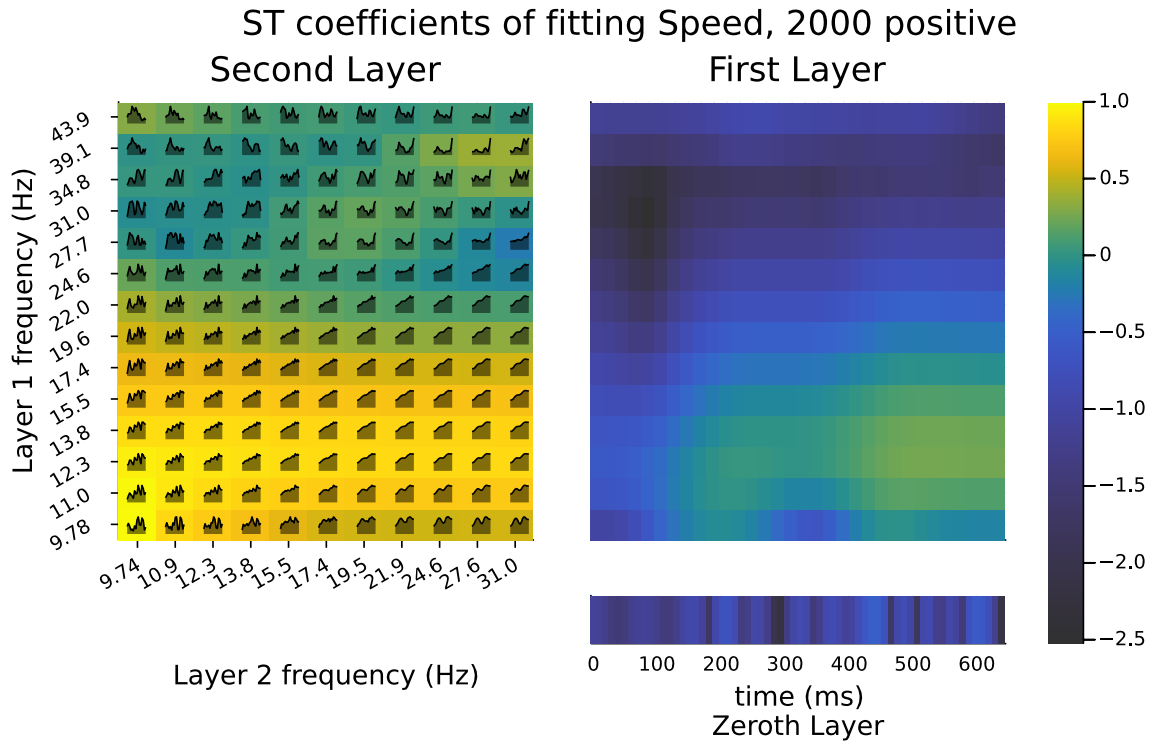 ST coefficients of fitting Speed, 2000 positive
Second Layer
First Layer
Layer 1 frequency (Hz)
43.9
39.1
34.8
31.0
27.7
24.6
22.0
19.6
17.4
15.5
13.8
12.3
11.0
9.78
9.74 10.9 12.3 13.8 15.5 17.4 19.5 21.9 24.6 27.6 31.0
Layer 2 frequency (Hz)
1.0
0.5
0
−0.5
−1.0
−1.5
−2.0
−2.5
0 100 200 300 400 500 600
time (ms)
Zeroth Layer